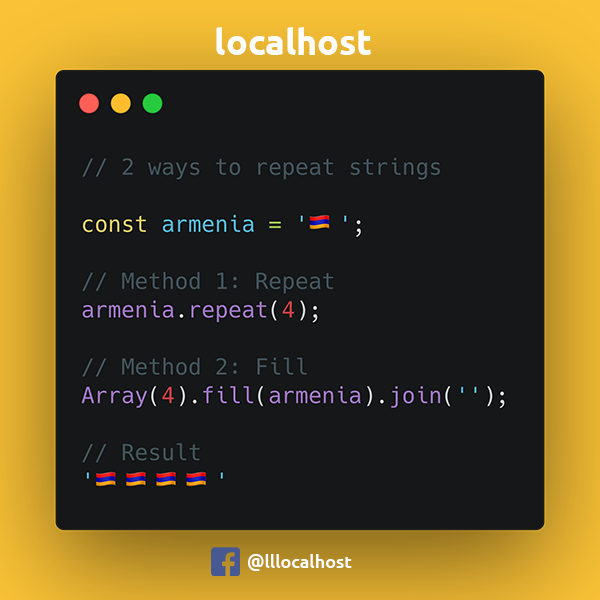 localhost
// 2 ways to repeat strings
const armenia = '🇦🇲 ';
// Method 1: Repeat
armenia.repeat(4);
// Method 2: Fill
Array(4).fill(armenia).join('');
// Result
'🇦🇲 🇦🇲 🇦🇲 🇦🇲 '
@lllocalhost